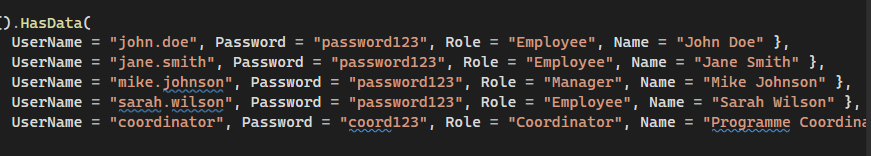 ().HasData(
UserName = "john.doe", Password = "password123", Role = "Employee", Name = "John Doe" },
UserName = "jane.smith", Password = "password123", Role = "Employee", Name = "Jane Smith" },
UserName = "mike.johnson", Password = "password123", Role = "Manager", Name = "Mike Johnson" },
UserName = "sarah.wilson", Password = "password123", Role = "Employee", Name = "Sarah Wilson" },
UserName = "coordinator", Password = "coord123", Role = "Coordinator", Name = "Programme Coordina